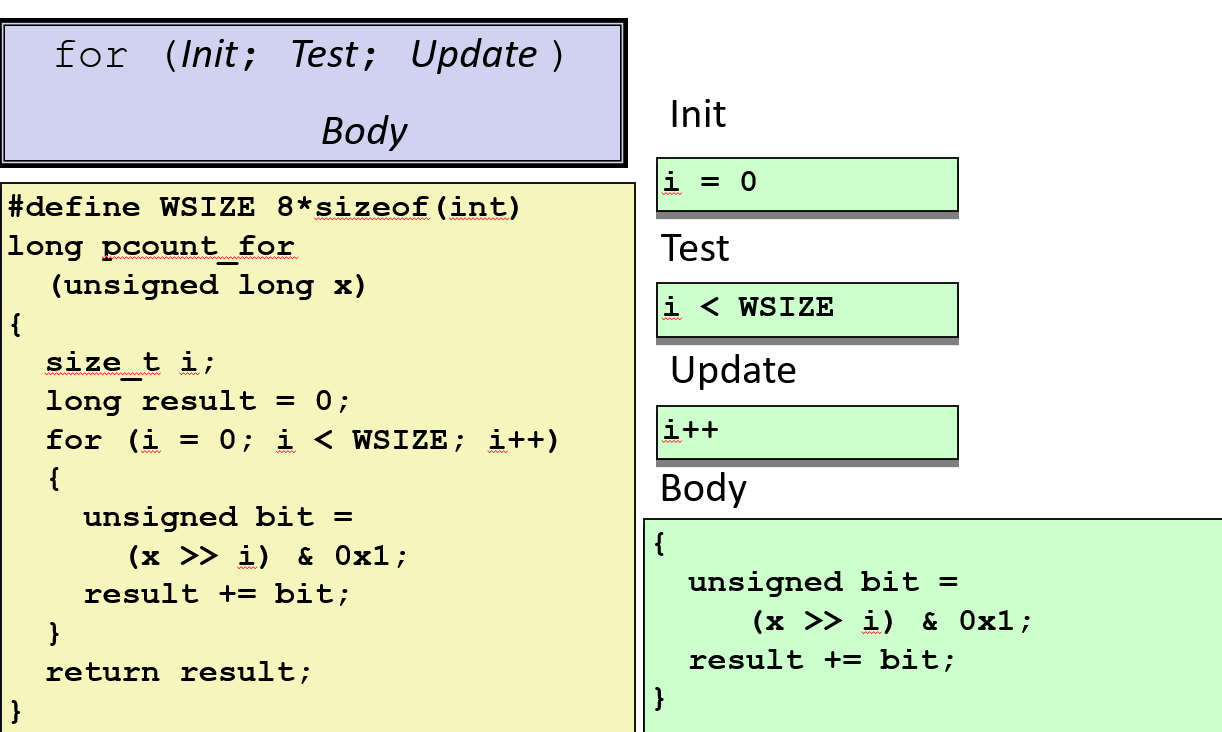 for (Init; Test; Update )
Body
#define WSIZE 8*sizeof(int)
long pcount_for
(unsigned long x)
{
size_t i;
long result = 0;
for (i = 0; i < WSIZE; i++)
{
unsigned bit =
(x >> i) & 0x1;
result += bit;
}
return result;
}
Init
i = 0
Test
i < WSIZE
Update
i++
Body
{
unsigned bit =
(x >> i) & 0x1;
result += bit;
}